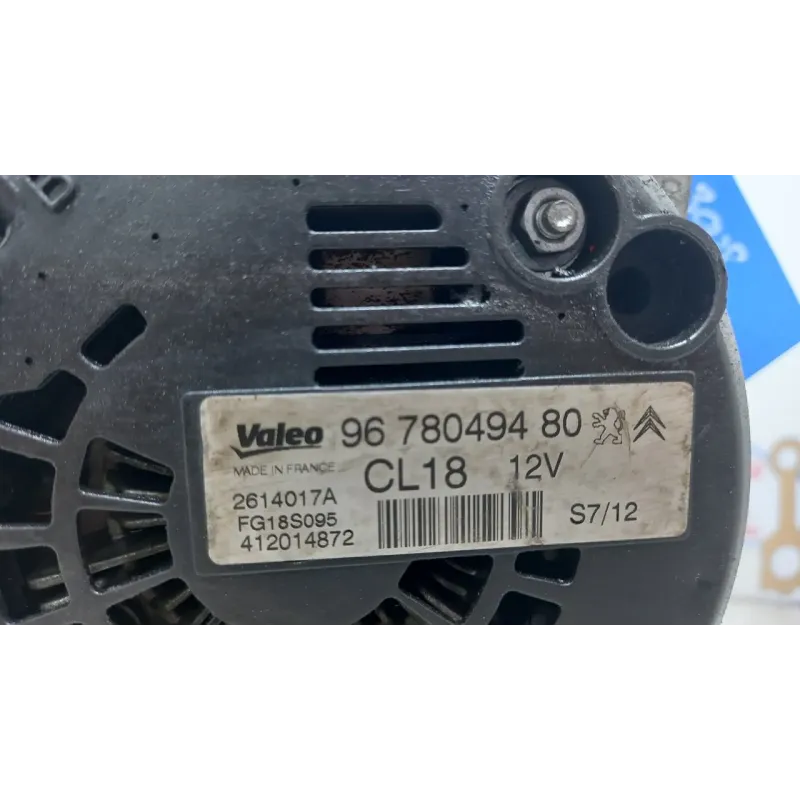 Valeo 96 780494 80
MADE IN FRANCE CL18 12V
2614017A
FG18S095 S7/12
412014872